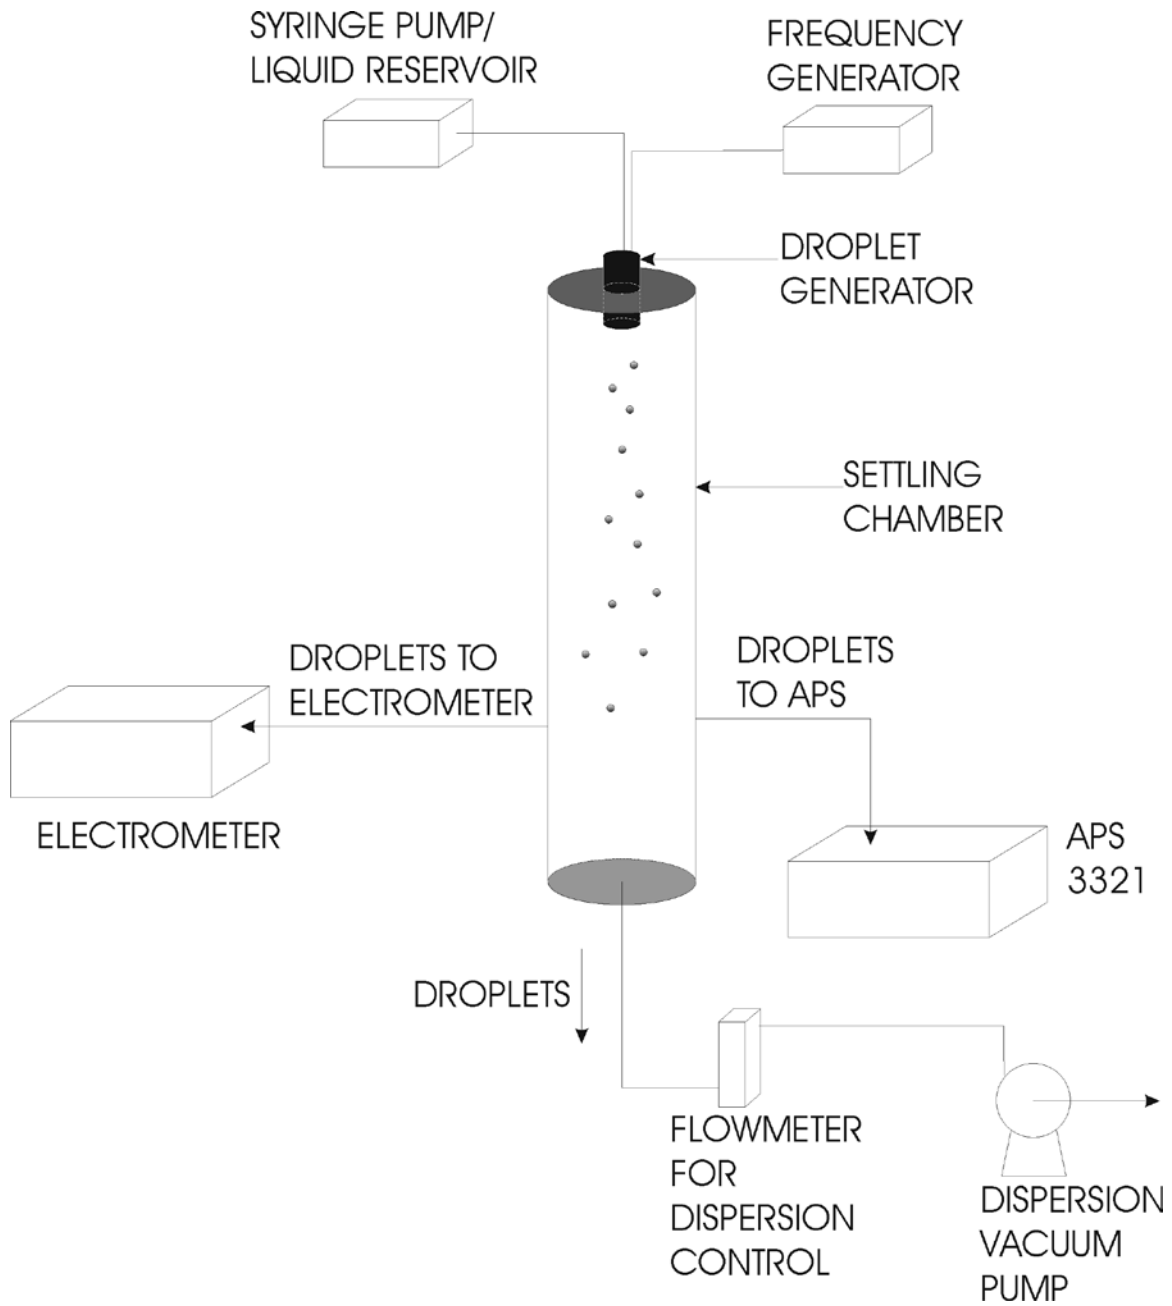 SYRINGE PUMP/
LIQUID RESERVOIR
FREQUENCY
GENERATOR
DROPLET
GENERATOR
SETTLING
CHAMBER
DROPLETS TO
ELECTROMETER
DROPLETS
TO APS
ELECTROMETER
APS
3321
DROPLETS
FLOWMETER
FOR
DISPERSION
CONTROL
DISPERSION
VACUUM
PUMP